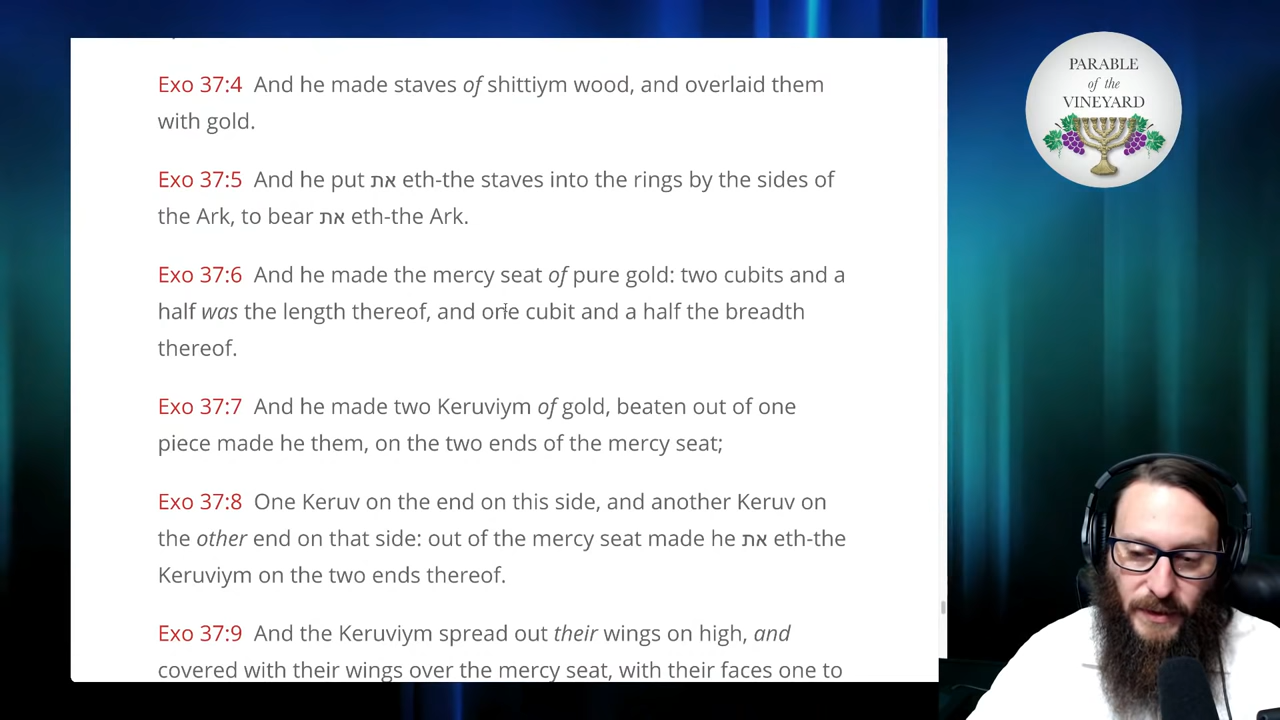 Exo 37:4 And he made staves of shittiym wood, and overlaid them
with gold.
Exo 37:5 And he put את eth-the staves into the rings by the sides of
the Ark, to bear את eth-the Ark.
Exo 37:6 And he made the mercy seat of pure gold: two cubits and a
half was the length thereof, and one cubit and a half the breadth
thereof.
Exo 37:7 And he made two Keruviym of gold, beaten out of one
piece made he them, on the two ends of the mercy seat;
Exo 37:8 One Keruv on the end on this side, and another Keruv on
the other end on that side: out of the mercy seat made he את eth-the
Keruviym on the two ends thereof.
Exo 37:9 And the Keruviym spread out their wings on high, and
covered with their wings over the mercy seat, with their faces one to
PARABLE
of the
VINEYARD